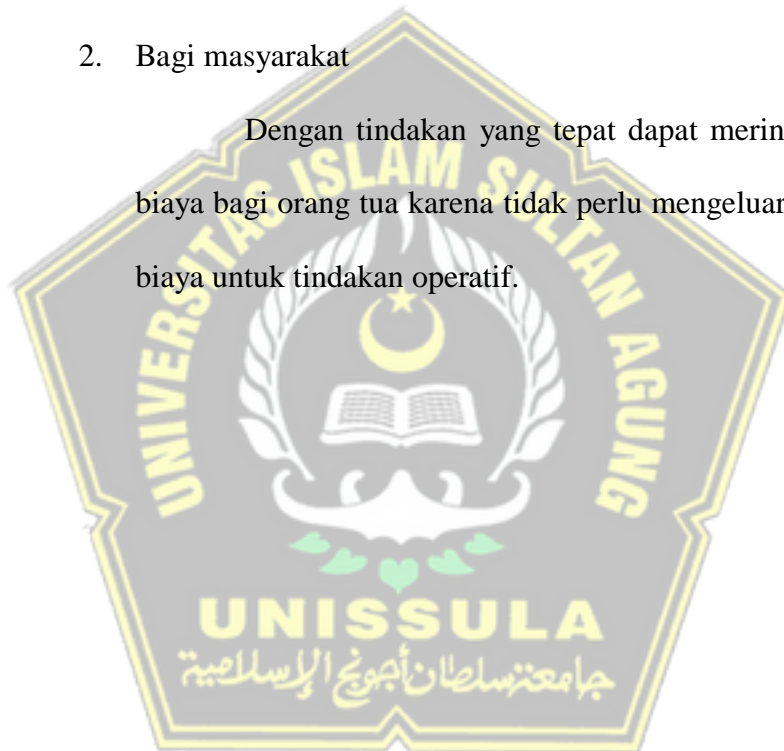 2. Bagi masyarakat
Dengan tindakan yang tepat dapat merin
biaya bagi orang tua karena tidak perlu mengeluar
biaya untuk tindakan operatif.
UNIVERSITAS ISLAM SULTAN AGUNG
UNISSULA
جامعة سلطان أجونج الإسلامية